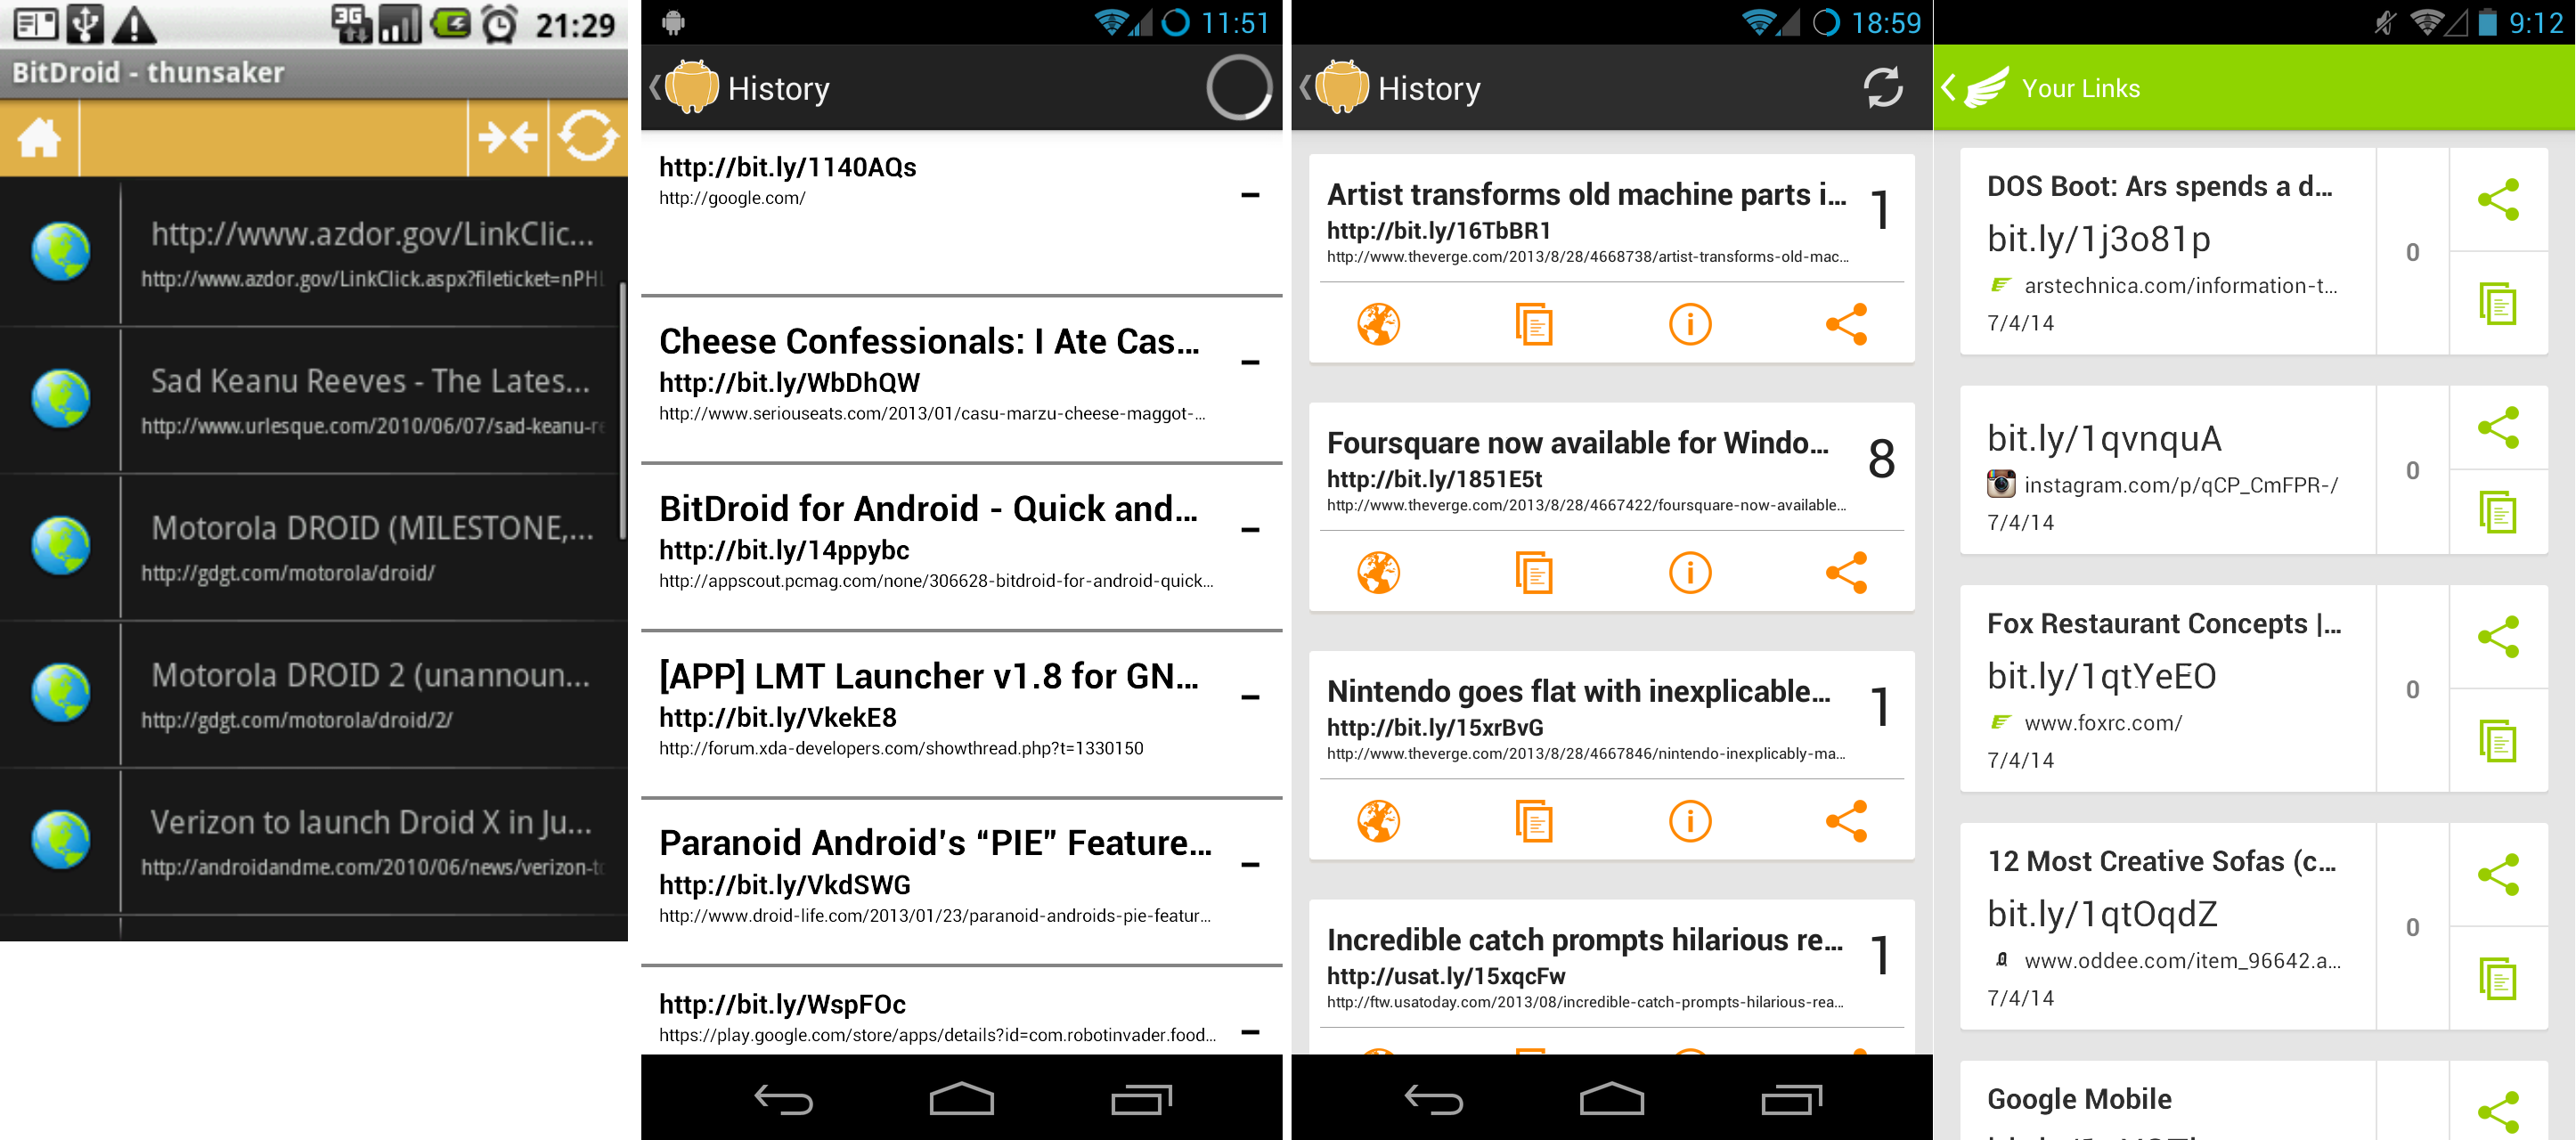 3G 21:29
BitDroid - thunsaker
http://www.azdor.gov/LinkClic...
http://www.azdor.gov/LinkClick.aspx?fileticket=nPH
Sad Keanu Reeves - The Lates...
http://www.urlesque.com/2010/06/07/sad-keanu-re
Motorola DROID (MILESTONE,...
http://gdgt.com/motorola/droid/
Motorola DROID 2 (unannoun...
http://gdgt.com/motorola/droid/2/
Verizon to launch Droid X in Ju...
http://androidandme.com/2010/06/news/verizon-to
11:51
History
http://bit.ly/1140AQs
http://google.com/
–
Cheese Confessionals: I Ate Cas...
http://bit.ly/WbDhQW
http://www.seriouseats.com/2013/01/casu-marzu-cheese-maggot-...
–
BitDroid for Android - Quick and...
http://bit.ly/14ppybc
http://appscout.pcmag.com/none/306628-bitdroid-for-android-quick...
–
[APP] LMT Launcher v1.8 for GN...
http://bit.ly/VkekE8
http://forum.xda-developers.com/showthread.php?t=1330150
–
Paranoid Android's “PIE” Feature...
http://bit.ly/VkdSWG
http://www.droid-life.com/2013/01/23/paranoid-androids-pie-featur...
–
http://bit.ly/WspFOc
https://play.google.com/store/apps/details?id=com.robotinvader.food...
–
18:59
History
Artist transforms old machine parts i...
1
http://bit.ly/16TbBR1
http://www.theverge.com/2013/8/28/4668738/artist-transforms-old-mac...
Foursquare now available for Windo...
8
http://bit.ly/1851E5t
http://www.theverge.com/2013/8/28/4667422/foursquare-now-available...
Nintendo goes flat with inexplicable...
1
http://bit.ly/15xrBvG
http://www.theverge.com/2013/8/28/4667846/nintendo-inexplicably-ma...
Incredible catch prompts hilarious re...
1
http://usat.ly/15xqcFw
http://ftw.usatoday.com/2013/08/incredible-catch-prompts-hilarious-rea...
9:12
Your Links
DOS Boot: Ars spends a d...
bit.ly/1j3o81p
0
arstechnica.com/information-t...
7/4/14
bit.ly/1qvnquA
0
instagram.com/p/qCP_CmFPR-/
7/4/14
Fox Restaurant Concepts |...
bit.ly/1qtYeEO
0
www.foxrc.com/
7/4/14
12 Most Creative Sofas (c...
bit.ly/1qtOqdZ
0
www.oddee.com/item_96642.a...
7/4/14
Google Mobile